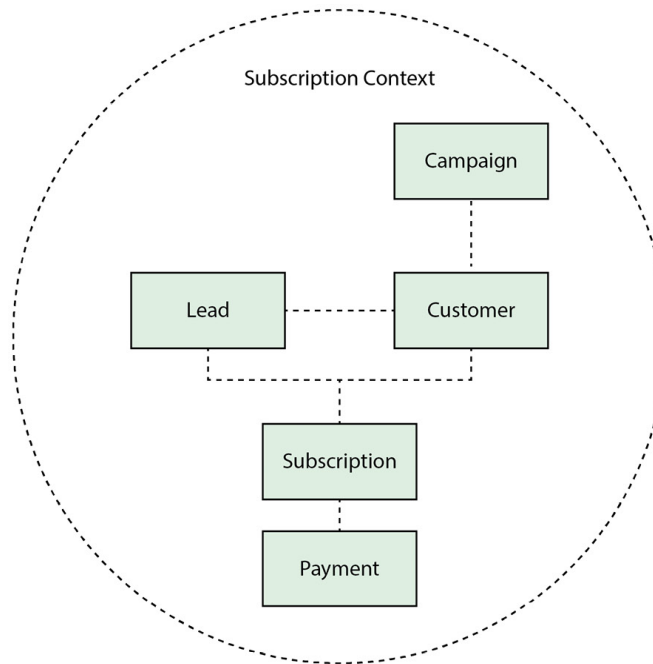 Subscription Context
Campaign
Lead
Customer
Subscription
Payment